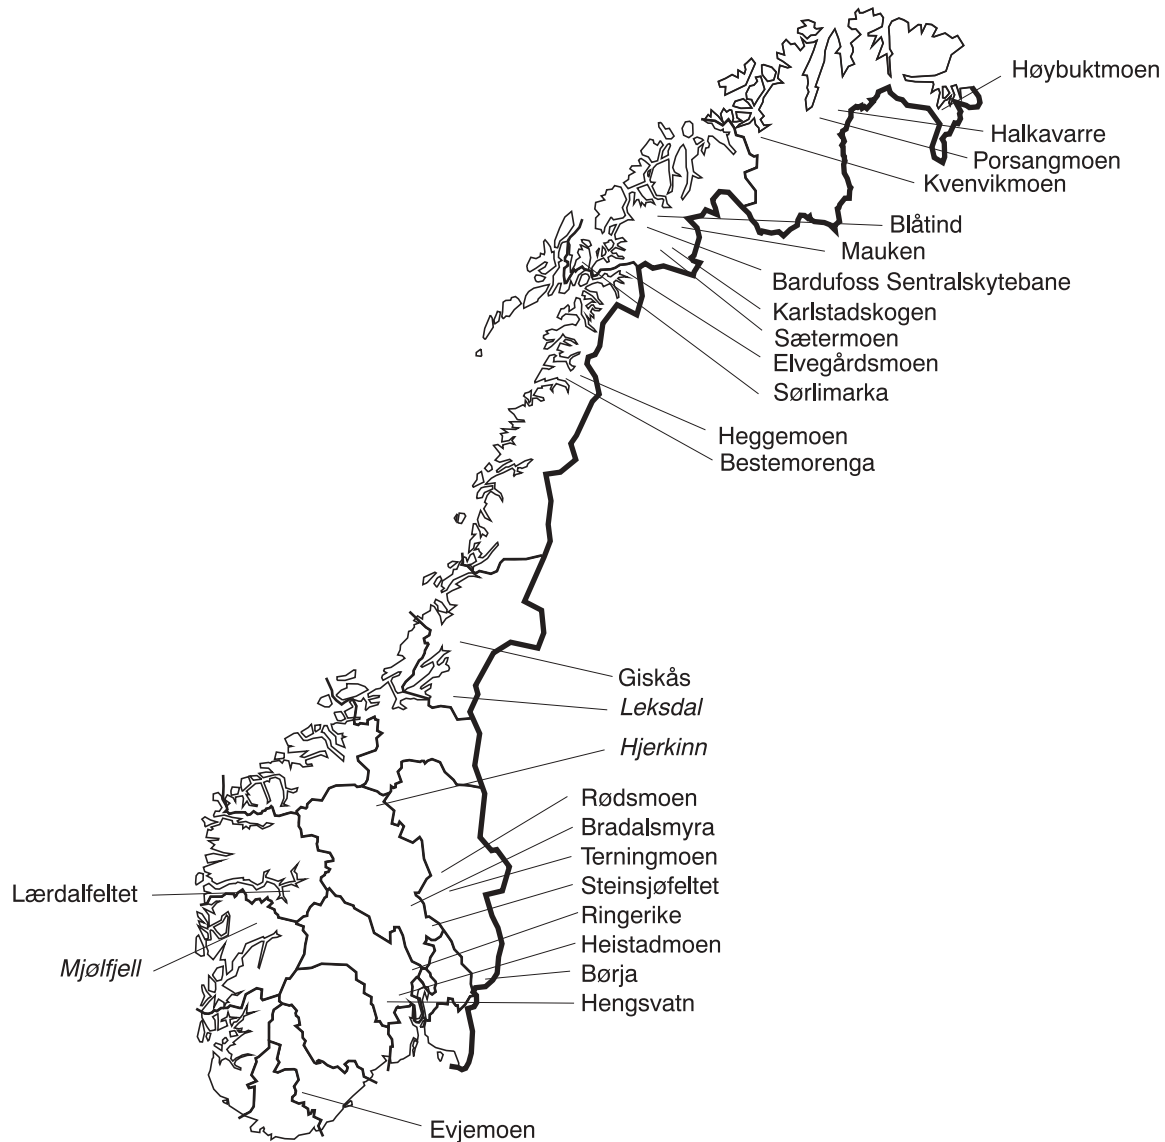 Høybuktmoen
Halkavarre
Porsangmoen
Kvenvikmoen
Blåtind
Mauken
Bardufoss Sentralskytebane
Karlstadskogen
Sætermoen
Elvegårdsmoen
Sørlimarka
Heggemoen
Bestemorenga
Giskås
Leksdal
Hjerkinn
Rødsmoen
Bradalsmyra
Terningmoen
Steinsjøfeltet
Lærdalfeltet
Ringerike
Heistadmoen
Mjølfjell
Børja
Hengsvatn
Evjemoen